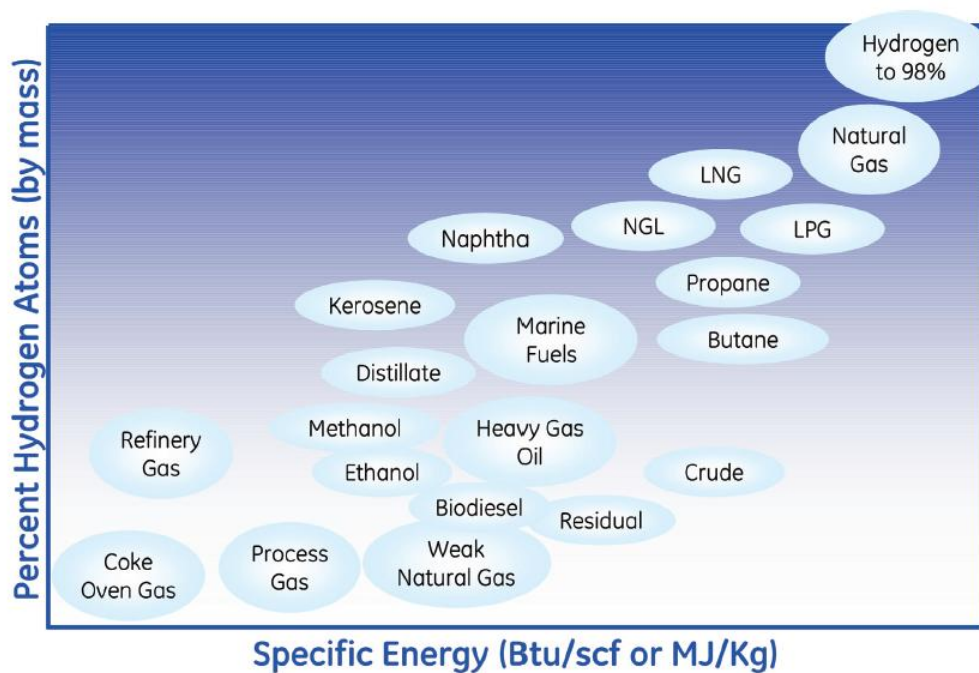 Percent Hydrogen Atoms (by mass)
Hydrogen
to 98%
Natural
Gas
LNG
NGL
LPG
Naphtha
Propane
Kerosene
Marine
Fuels
Butane
Distillate
Methanol
Heavy Gas
Oil
Refinery
Gas
Ethanol
Crude
Biodiesel
Residual
Coke
Oven Gas
Process
Gas
Weak
Natural Gas
Specific Energy (Btu/scf or MJ/Kg)